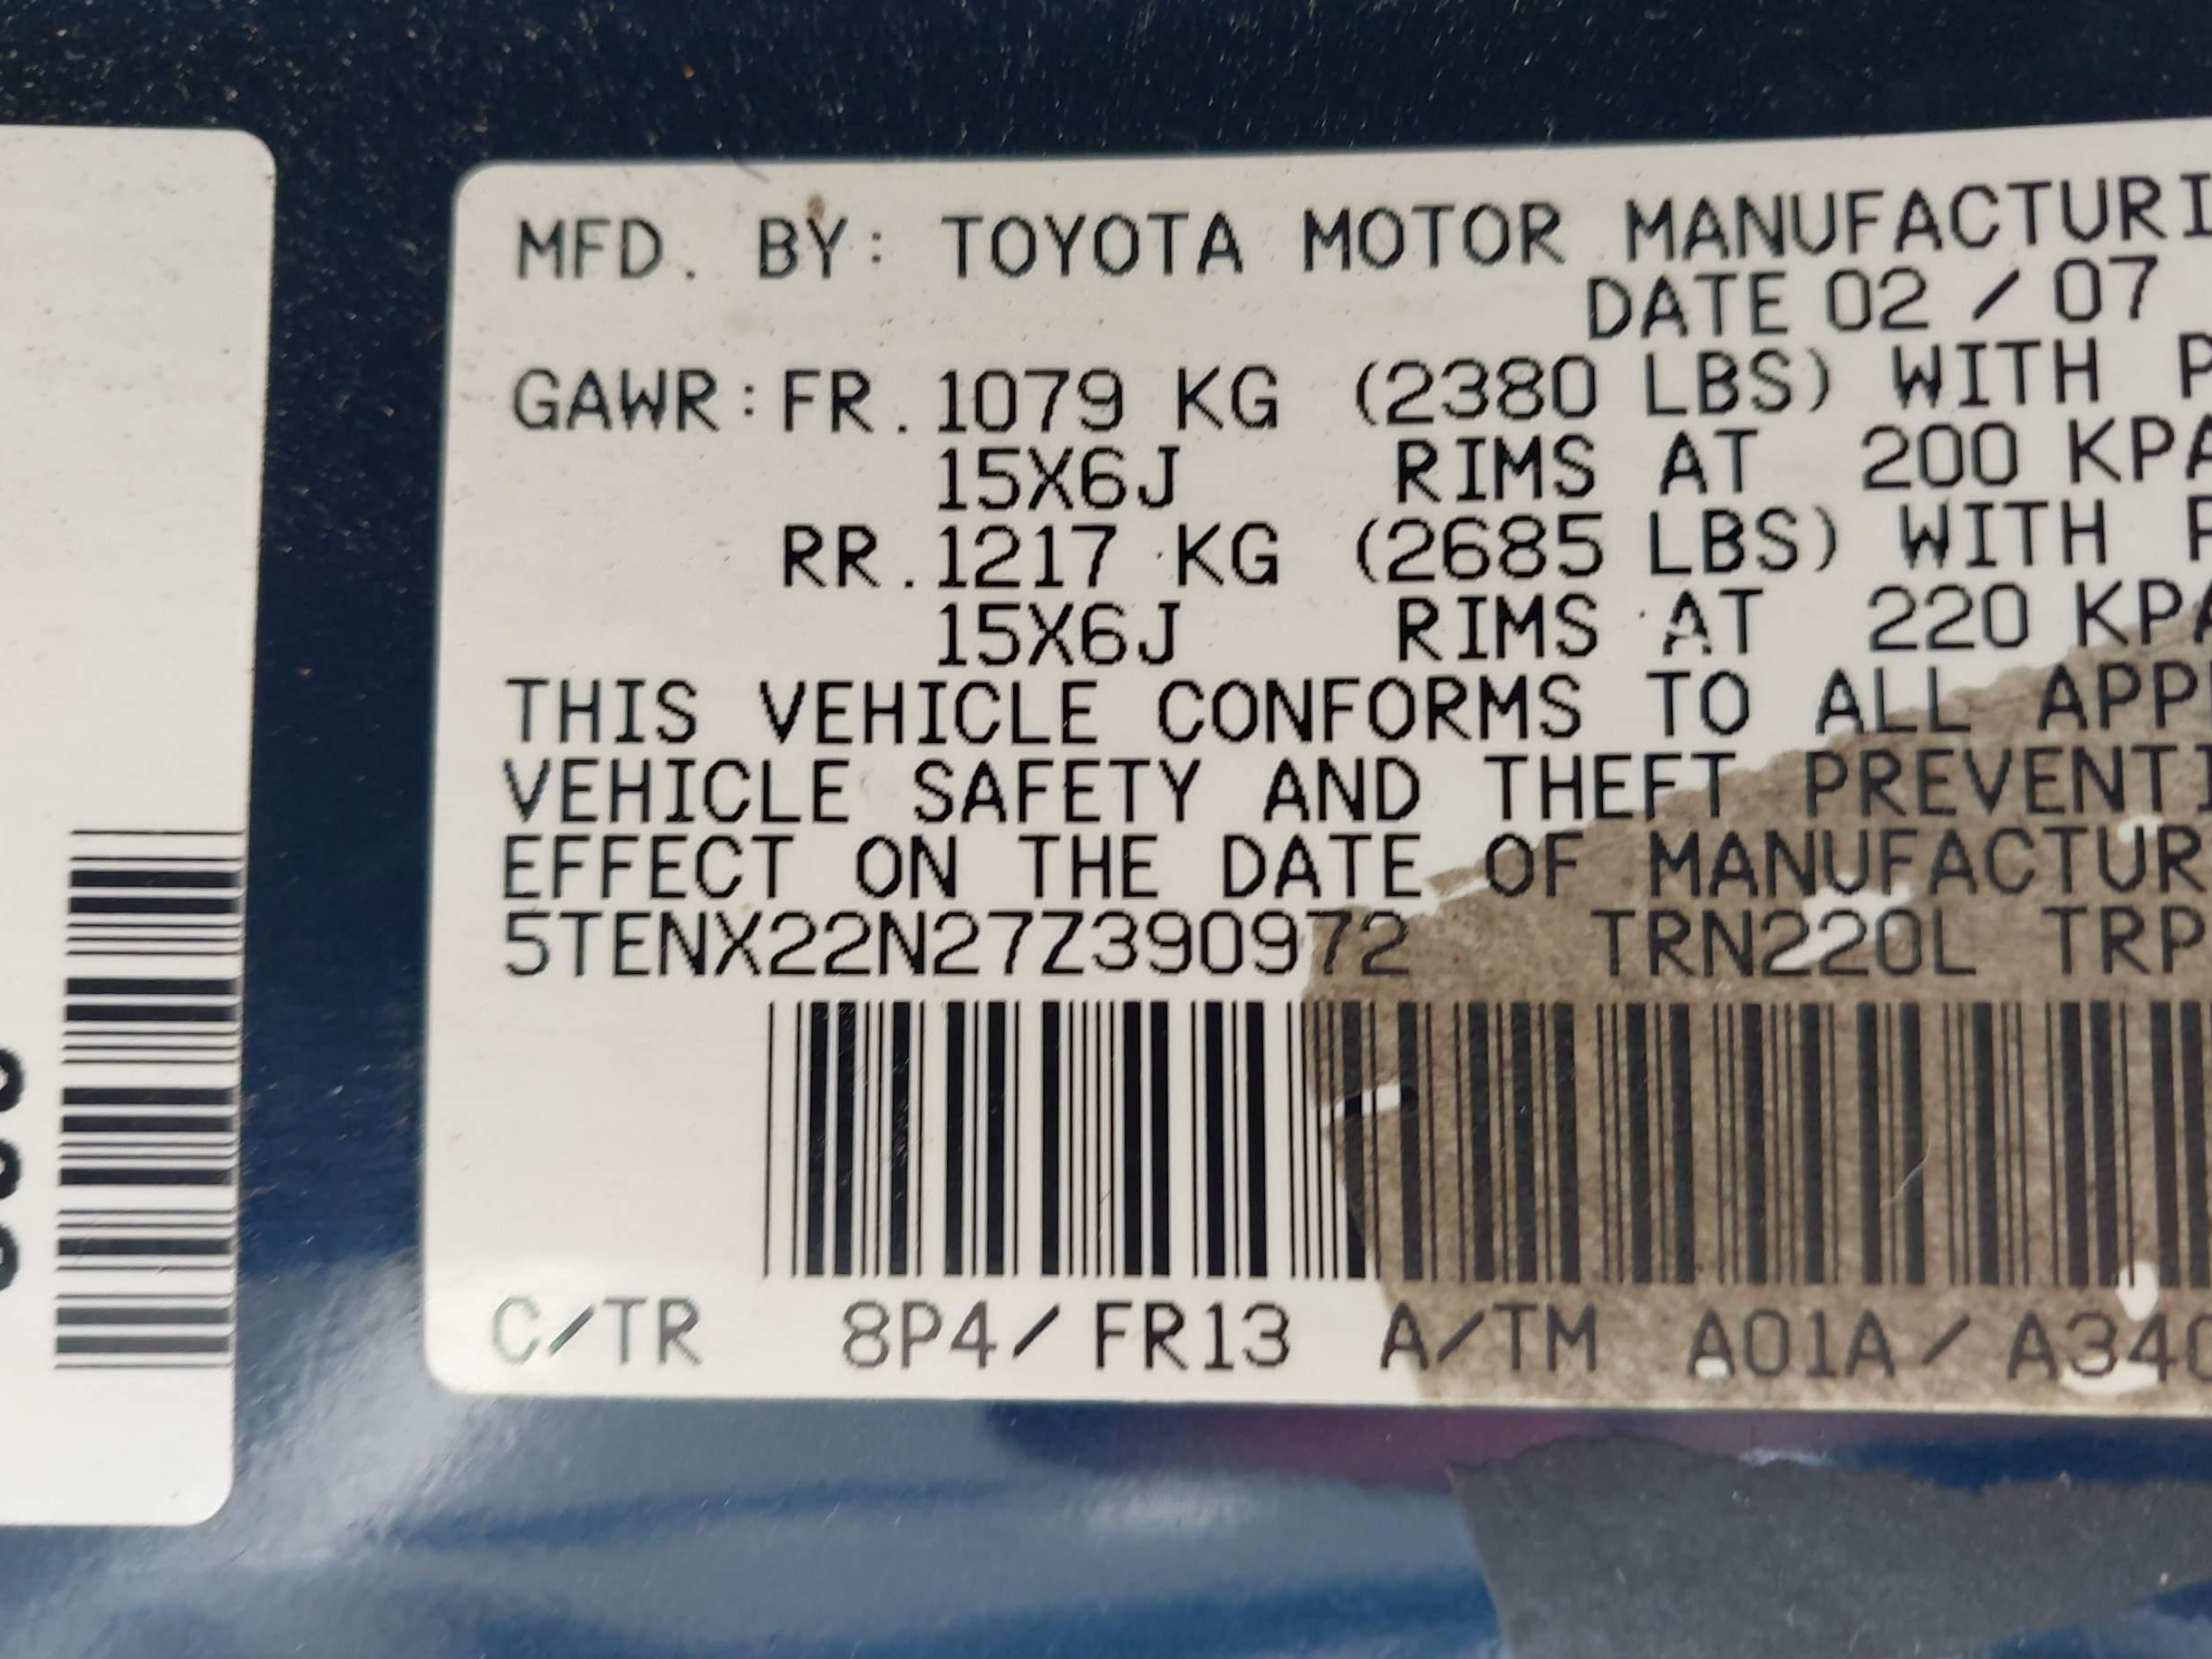 MFD. BY: TOYOTA MOTOR MANUFACTURI
DATE 02 / 07
GAWR: FR. 1079 KG (2380 LBS) WITH P
15X6J RIMS AT 200 KPA
RR. 1217 KG (2685 LBS) WITH P
15X6J RIMS AT 220 KPA
THIS VEHICLE CONFORMS TO ALL APPL
VEHICLE SAFETY AND THEFT PREVENTI
EFFECT ON THE DATE OF MANUFACTUR
5TENX22N27Z390972 TRN220L TRP
C/TR 8P4/ FR13 A/TM A01A/ A340